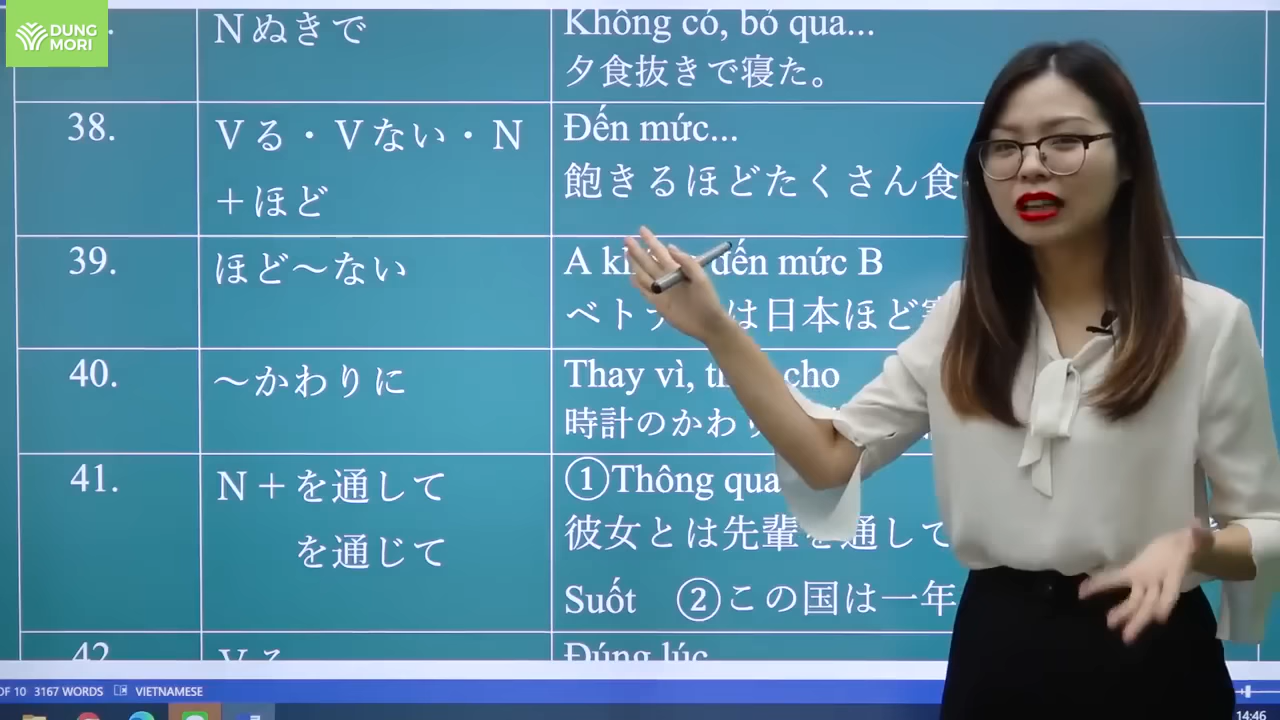 DUNG
MORI
Nぬきで
Không có, bỏ qua...
夕食抜きで寝た。
38.
Vる・Vない・N
＋ほど
Đến mức...
飽きるほどたくさん食
39.
ほど～ない
A đến mức B
は日本ほど
40.
～かわりに
Thay vì, cho
時計のかわ
41.
N＋を通して
を通じて
①Thông qua
彼女とは先輩を通して
Suốt ②この国は一年
42
Vる
Đúng lúc
OF 10 3167 WORDS VIETNAMESE
14:46